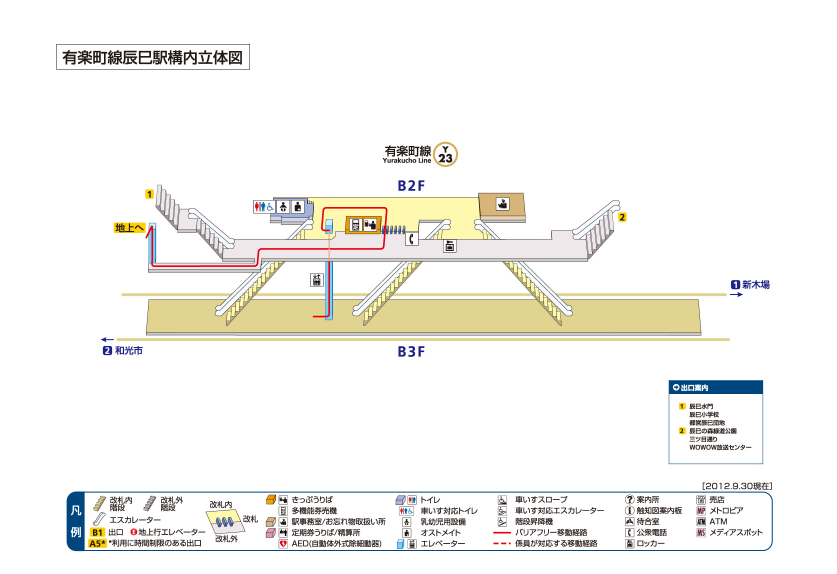 有楽町線辰巳駅構内立体図
有楽町線
Yurakucho Line
Y
23
B2F
1
2
地上へ
1 新木場
2 和光市
B3F
出口案内
1 辰巳水門
辰巳小学校
都営辰巳団地
2 辰巳の森緑道公園
三ツ目通り
WOWOW放送センター
[2012.9.30現在]
凡例
改札内階段
改札外階段
エスカレーター
B1 出口
地上行エレベーター
A5* *利用に時間制限のある出口
改札内
改札
改札外
きっぷうりば
多機能券売機
駅事務室/お忘れ物取扱い所
定期券うりば/精算所
AED(自動体外式除細動器)
トイレ
車いす対応トイレ
乳幼児用設備
オストメイト
エレベーター
車いすスロープ
車いす対応エスカレーター
階段昇降機
バリアフリー移動経路
係員が対応する移動経路
? 案内所
触知図案内板
待合室
公衆電話
ロッカー
売店
MP メトロピア
ATM ATM
MS メディアスポット